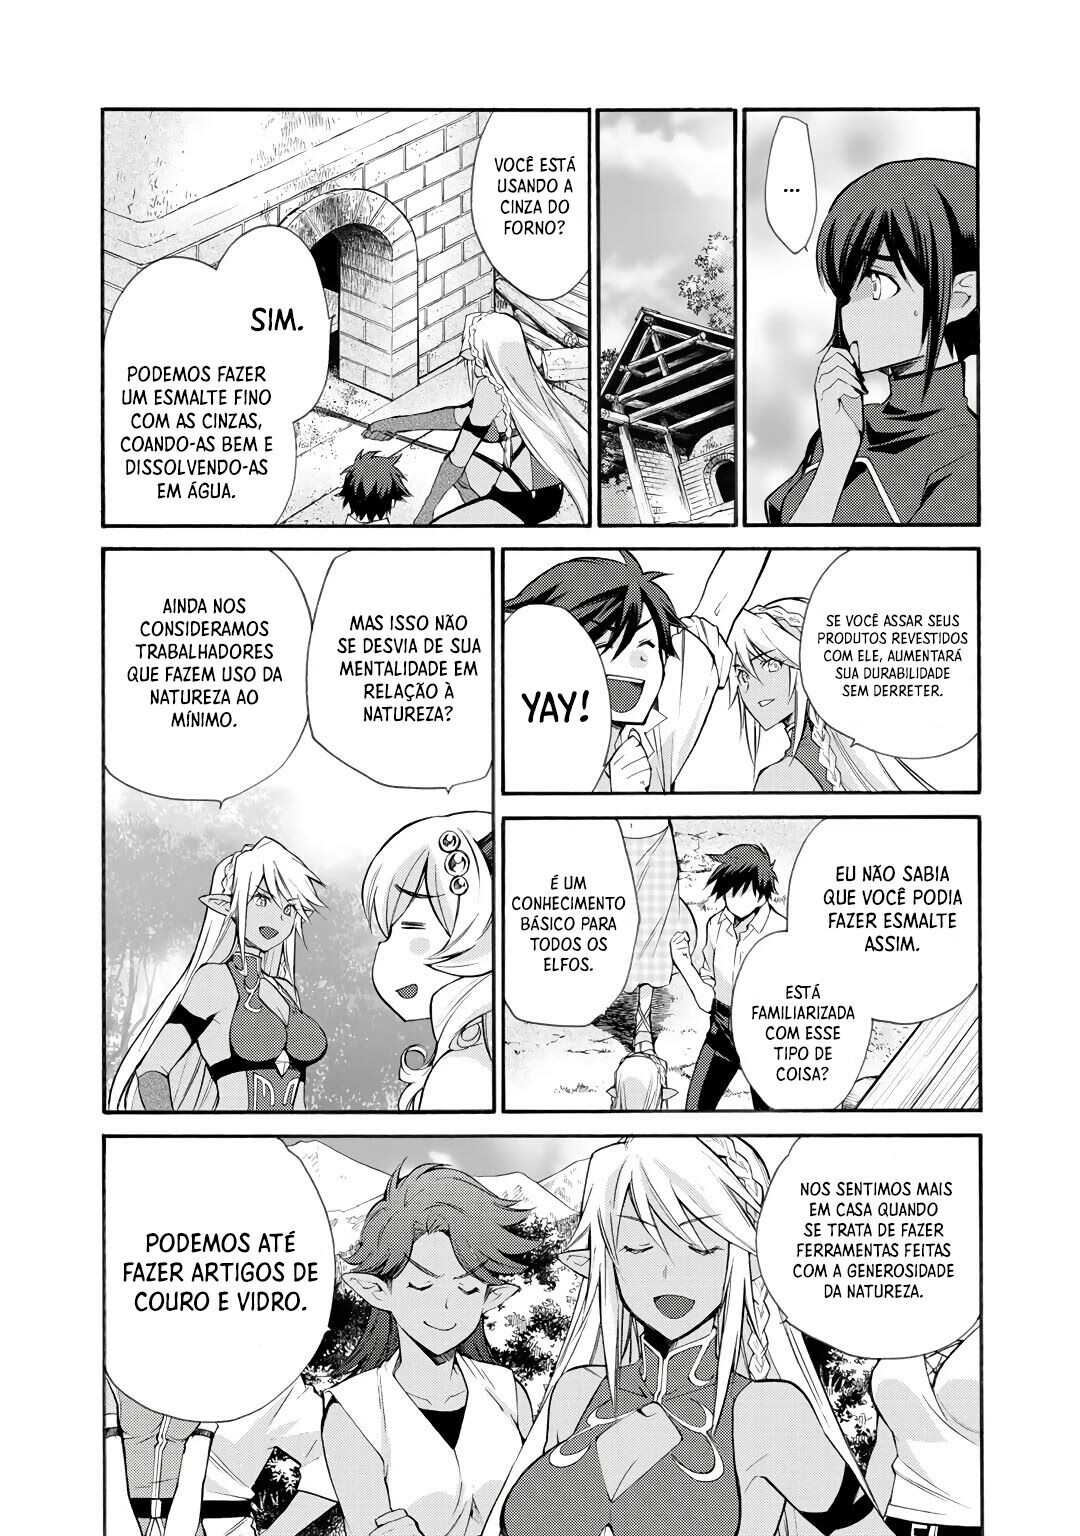 ...
VOCÊ ESTÁ
USANDO A
CINZA DO
FORNO?
SIM.
PODEMOS FAZER
UM ESMALTE FINO
COM AS CINZAS,
COANDO-AS BEM E
DISSOLVENDO-AS
EM ÁGUA.
SE VOCÊ ASSAR SEUS
PRODUTOS REVESTIDOS
COM ELE, AUMENTARÁ
SUA DURABILIDADE
SEM DERRETER.
YAY!
EU NÃO SABIA
QUE VOCÊ PODIA
FAZER ESMALTE
ASSIM.
ESTÁ
FAMILIARIZADA
COM ESSE
TIPO DE
COISA?
É UM
CONHECIMENTO
BÁSICO PARA
TODOS OS
ELFOS.
MAS ISSO NÃO
SE DESVIA DE SUA
MENTALIDADE EM
RELAÇÃO À
NATUREZA?
AINDA NOS
CONSIDERAMOS
TRABALHADORES
QUE FAZEM USO DA
NATUREZA AO
MÍNIMO.
NOS SENTIMOS MAIS
EM CASA QUANDO
SE TRATA DE FAZER
FERRAMENTAS FEITAS
COM A GENEROSIDADE
DA NATUREZA.
PODEMOS ATÉ
FAZER ARTIGOS DE
COURO E VIDRO.